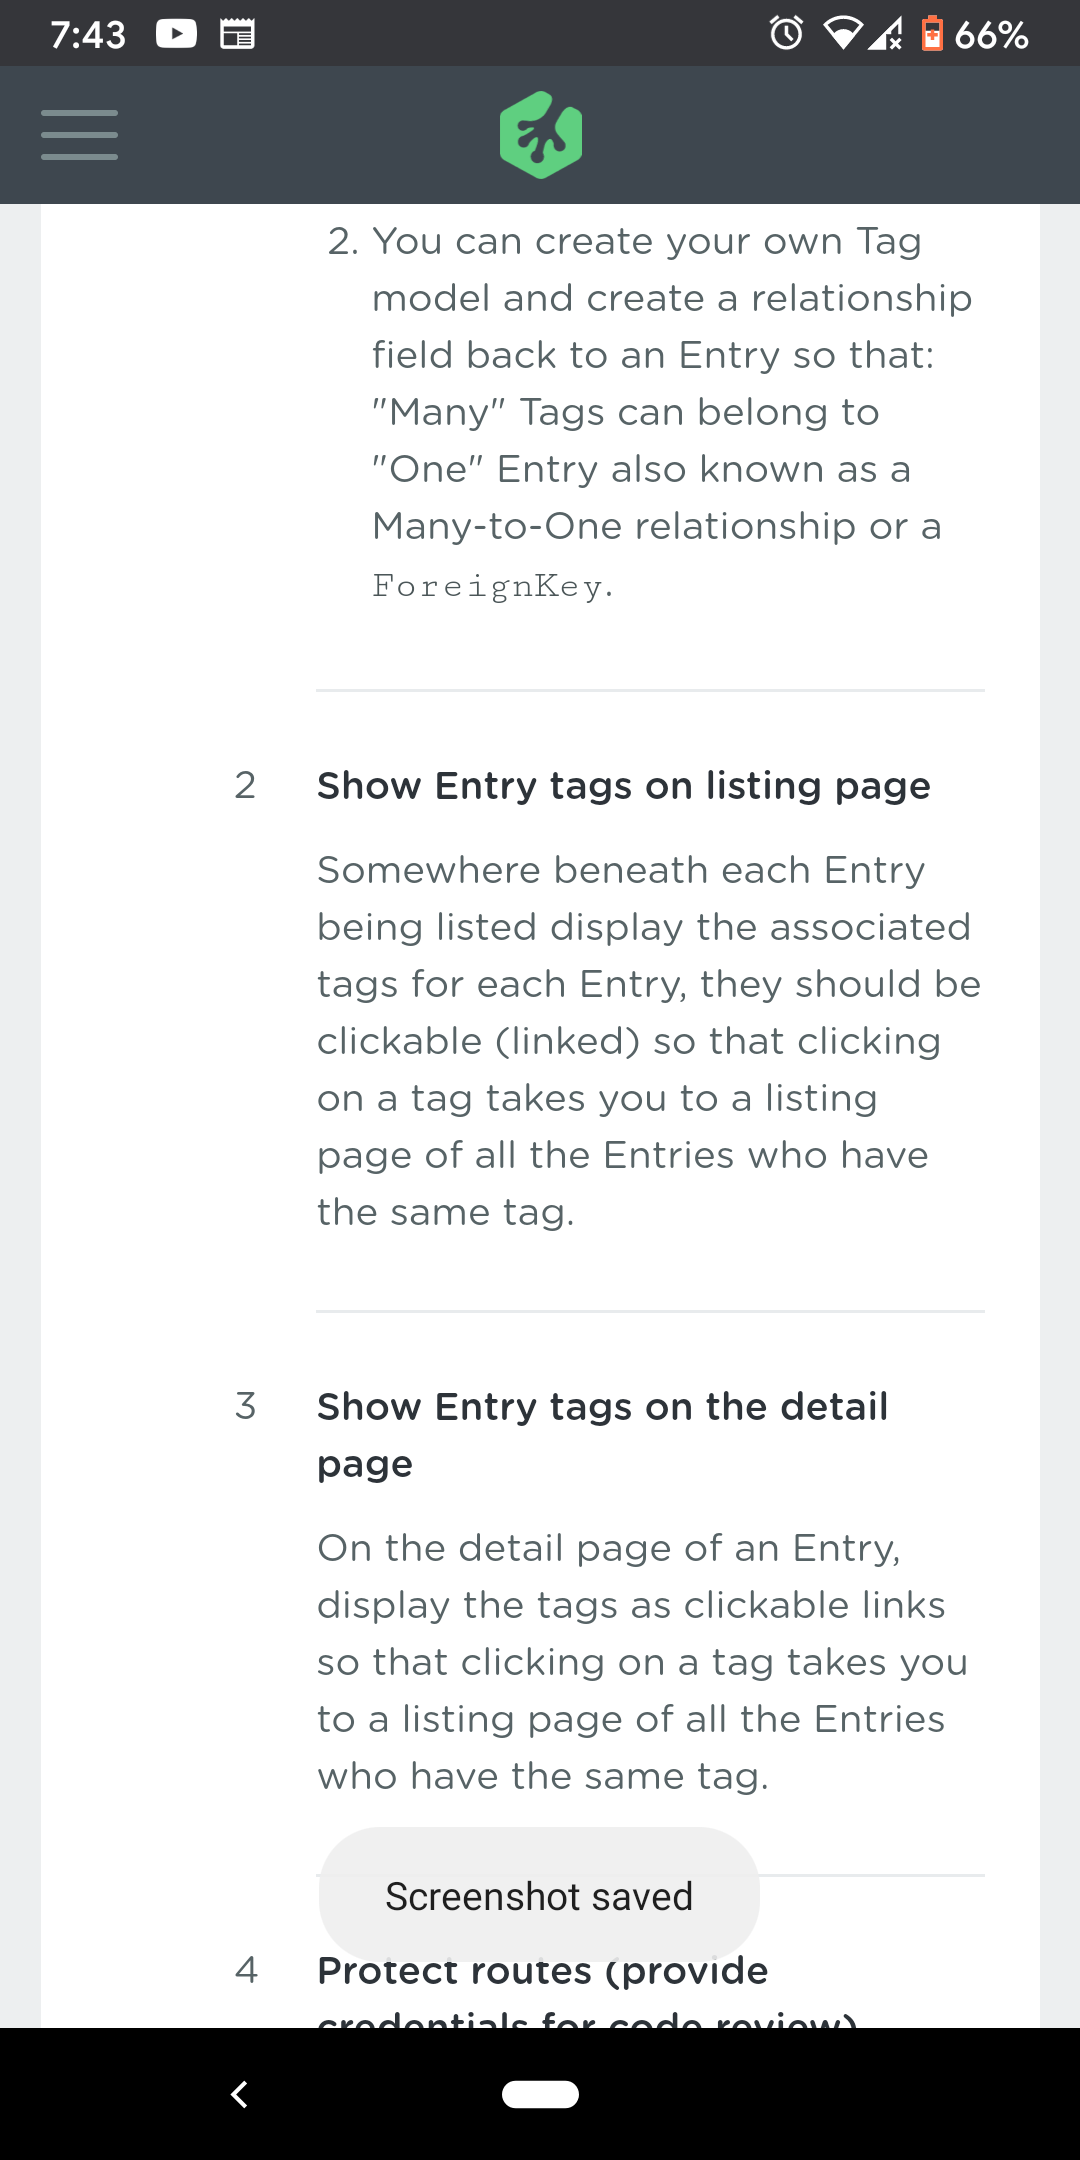 7:43
66%
2. You can create your own Tag
model and create a relationship
field back to an Entry so that:
"Many" Tags can belong to
"One" Entry also known as a
Many-to-One relationship or a
ForeignKey.
2 Show Entry tags on listing page
Somewhere beneath each Entry
being listed display the associated
tags for each Entry, they should be
clickable (linked) so that clicking
on a tag takes you to a listing
page of all the Entries who have
the same tag.
3 Show Entry tags on the detail
page
On the detail page of an Entry,
display the tags as clickable links
so that clicking on a tag takes you
to a listing page of all the Entries
who have the same tag.
Screenshot saved
4 Protect routes (provide
credentials for code review)